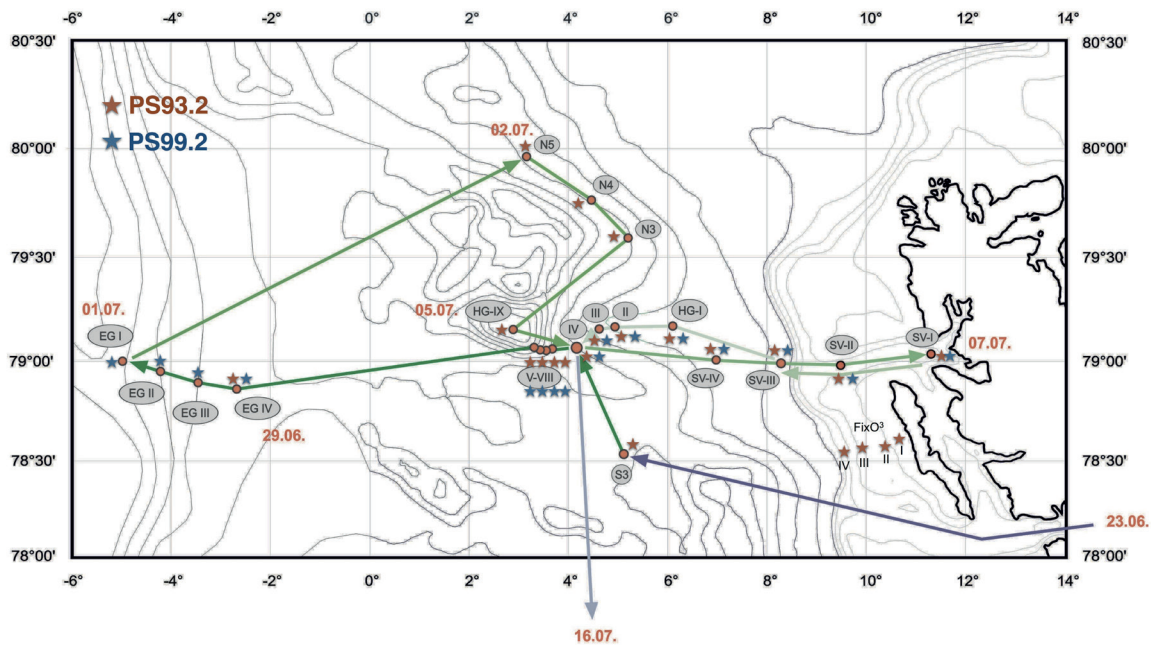 -6° -4° -2° 0° 2° 4° 6° 8° 10° 12° 14°
80°30' 80°30'
PS93.2
PS99.2
02.07.
N5
80°00' 80°00'
N4
N3
79°30' 79°30'
01.07.
05.07.
HG-IX
IV
III
II
HG-I
EG I
SV-II
SV-I
07.07.
79°00' 79°00'
EG II
EG III
EG IV
V-VIII
SV-IV
SV-III
29.06.
FixO³
IV III II I
78°30' 78°30'
S3
23.06.
78°00' 78°00'
-6° -4° -2° 0° 2° 4° 6° 8° 10° 12° 14°
16.07.